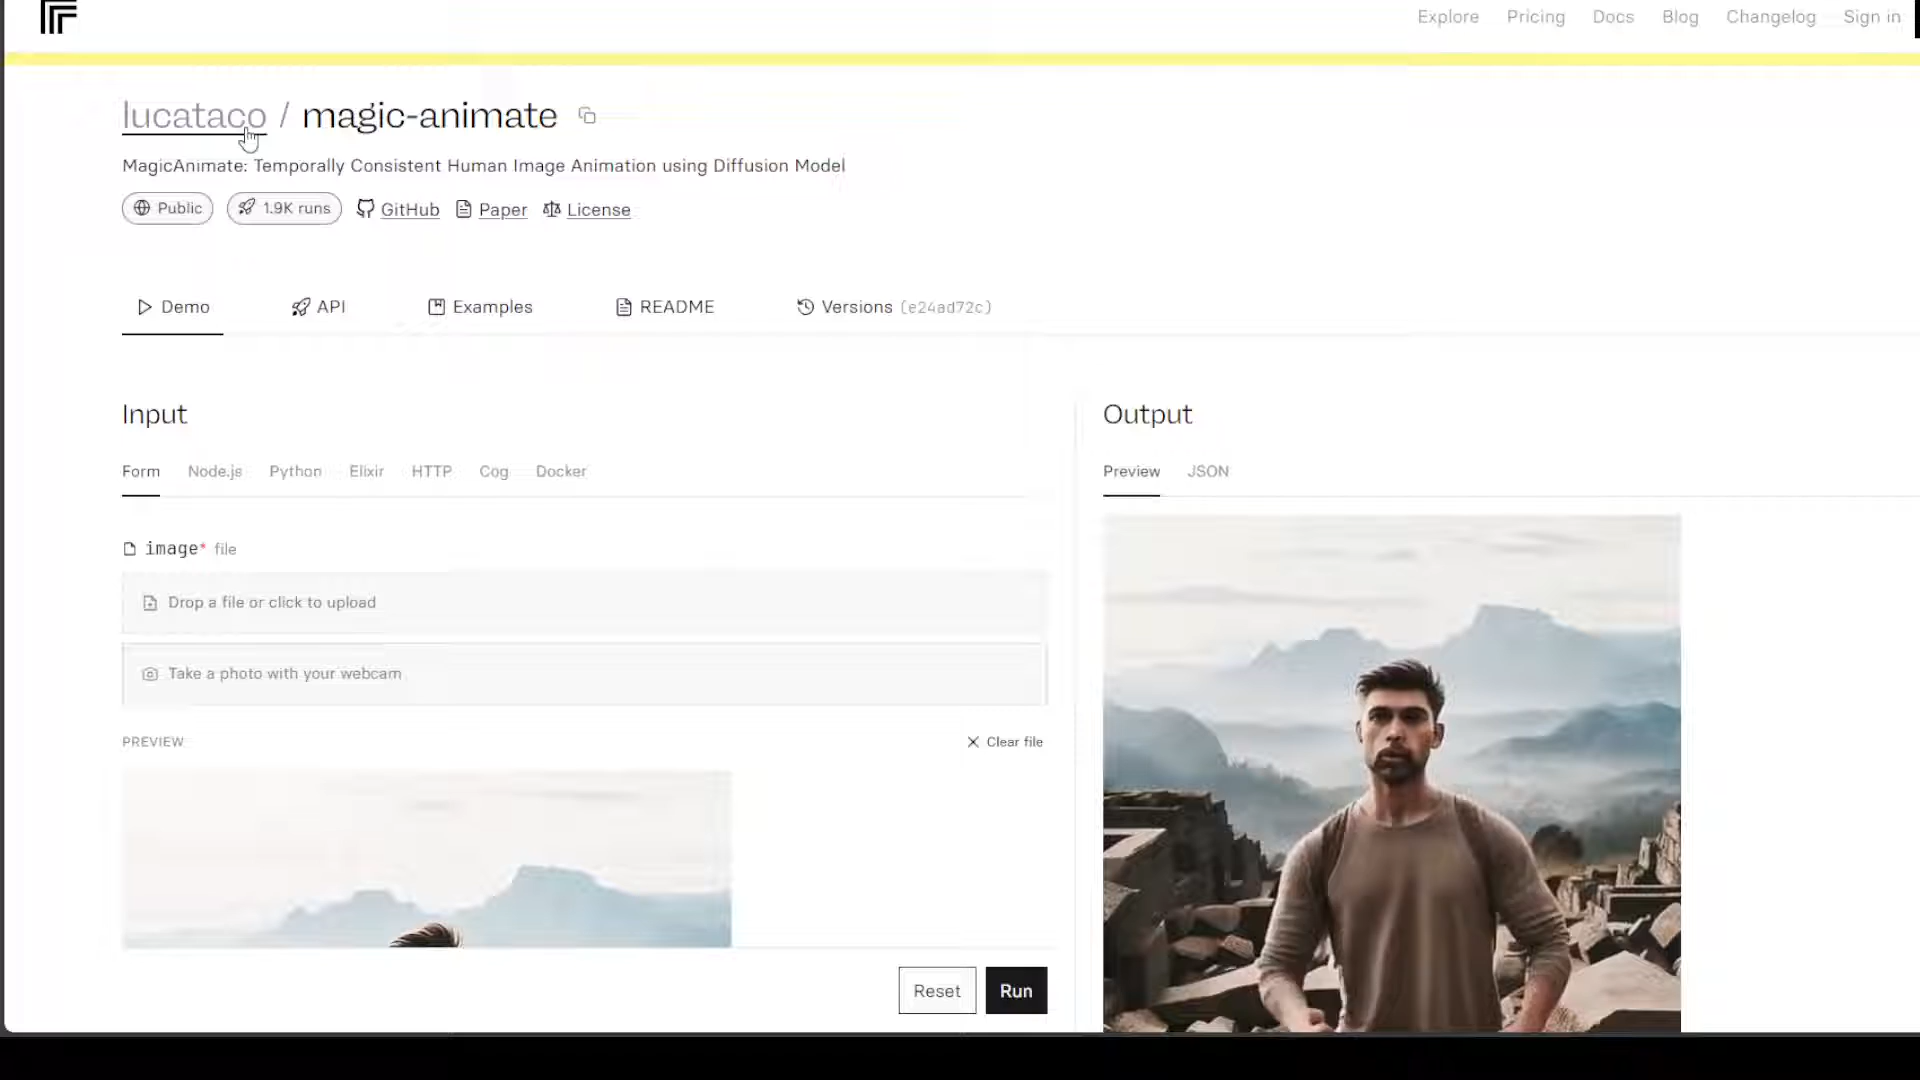 Explore Pricing Docs Blog Changelog Sign in
lucataco / magic-animate
MagicAnimate: Temporally Consistent Human Image Animation using Diffusion Model
Public 1.9K runs GitHub Paper License
Demo API Examples README Versions (e24ad72c)
Input
Form Node.js Python Elixir HTTP Cog Docker
image* file
Drop a file or click to upload
Take a photo with your webcam
PREVIEW
Clear file
Reset Run
Output
Preview JSON